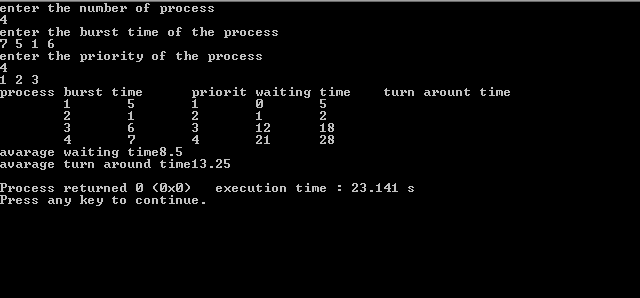 enter the number of process
4
enter the burst time of the process
7 5 1 6
enter the priority of the process
4
1 2 3
process burst time priorit waiting time turn arount time
1 5 1 0 5
2 1 2 1 2
3 6 3 12 18
4 7 4 21 28
avarage waiting time8.5
avarage turn around time13.25
Process returned 0 (0x0) execution time : 23.141 s
Press any key to continue.